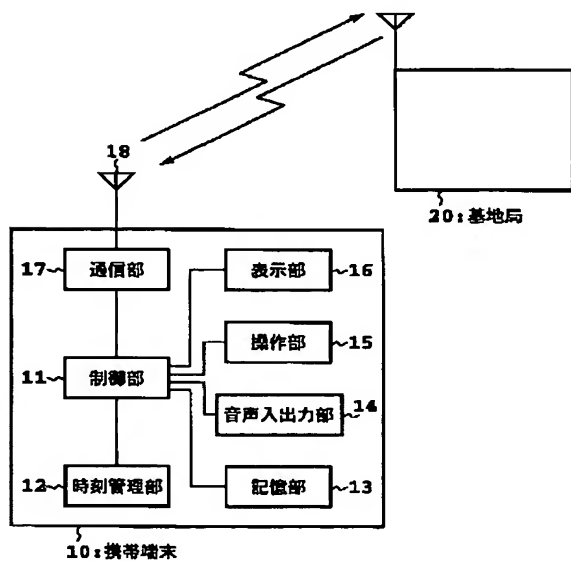 18
20:基地局
17 通信部
表示部 16
操作部 15
11 制御部
音声入出力部 14
12 時刻管理部
記憶部 13
10:携帯端末